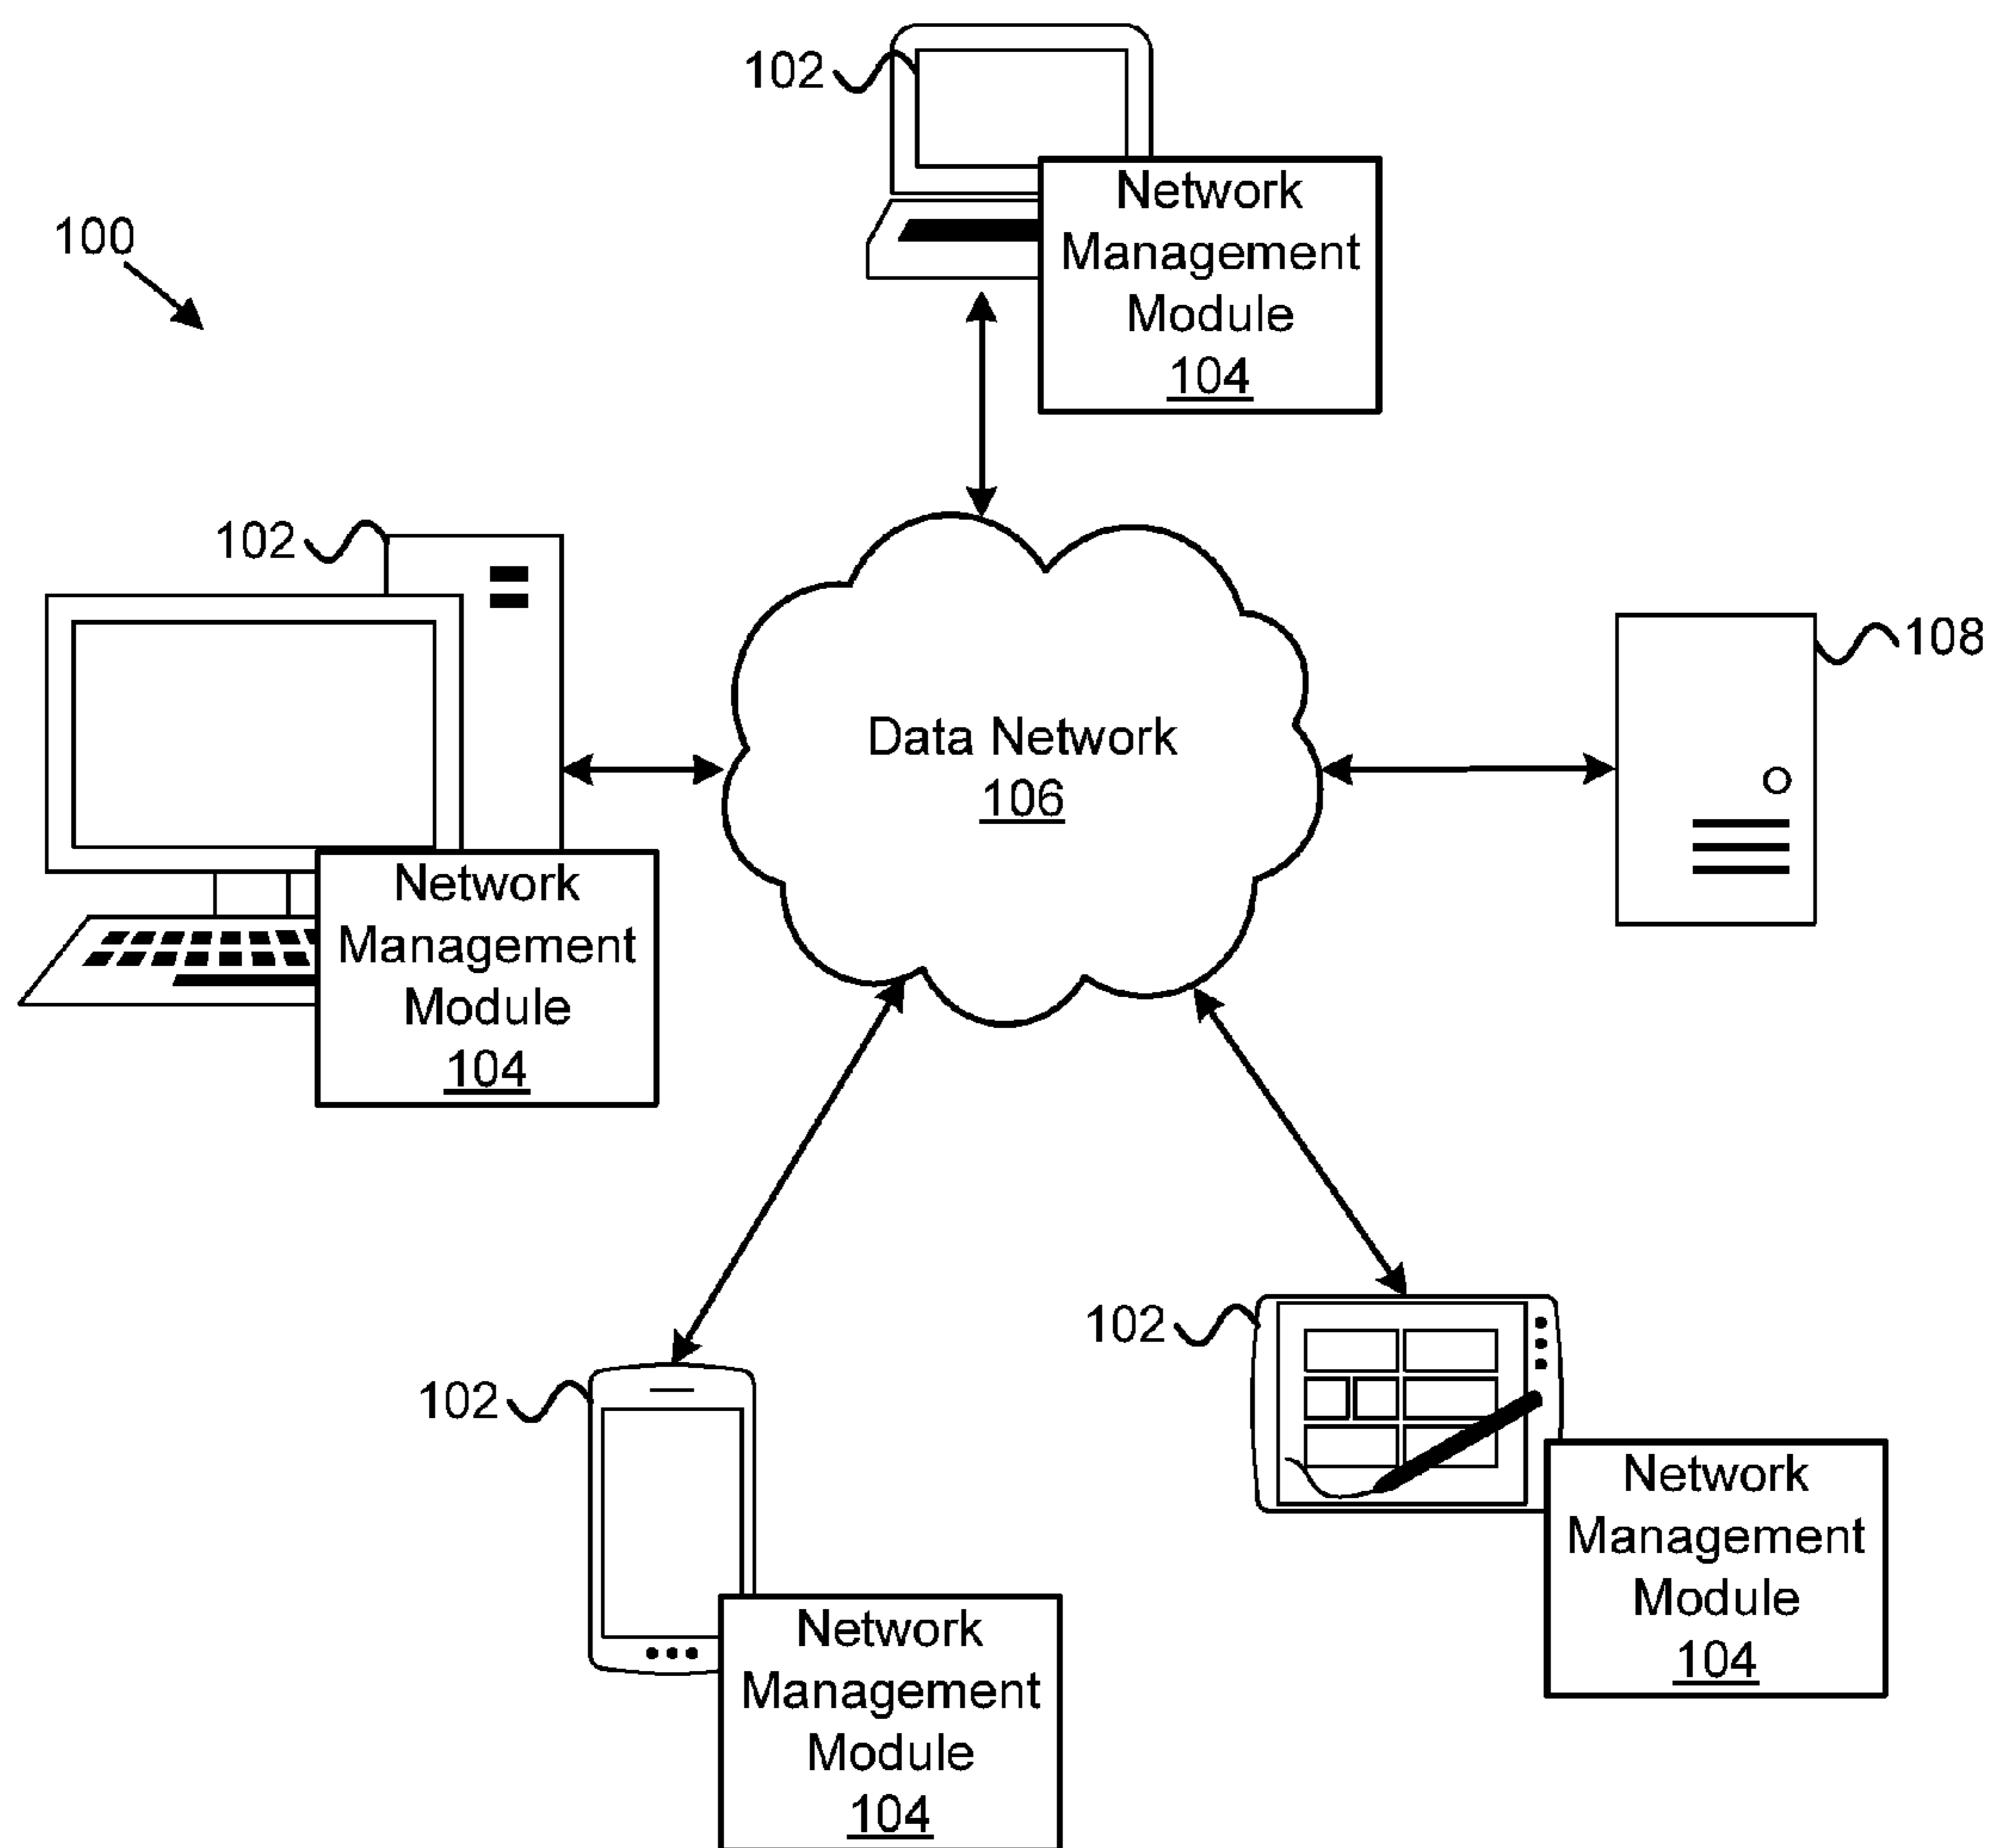 102
Network
Management
Module
104
100
102
Data Network
106
108
Network
Management
Module
104
102
Network
Management
Module
104
102
Network
Management
Module
104